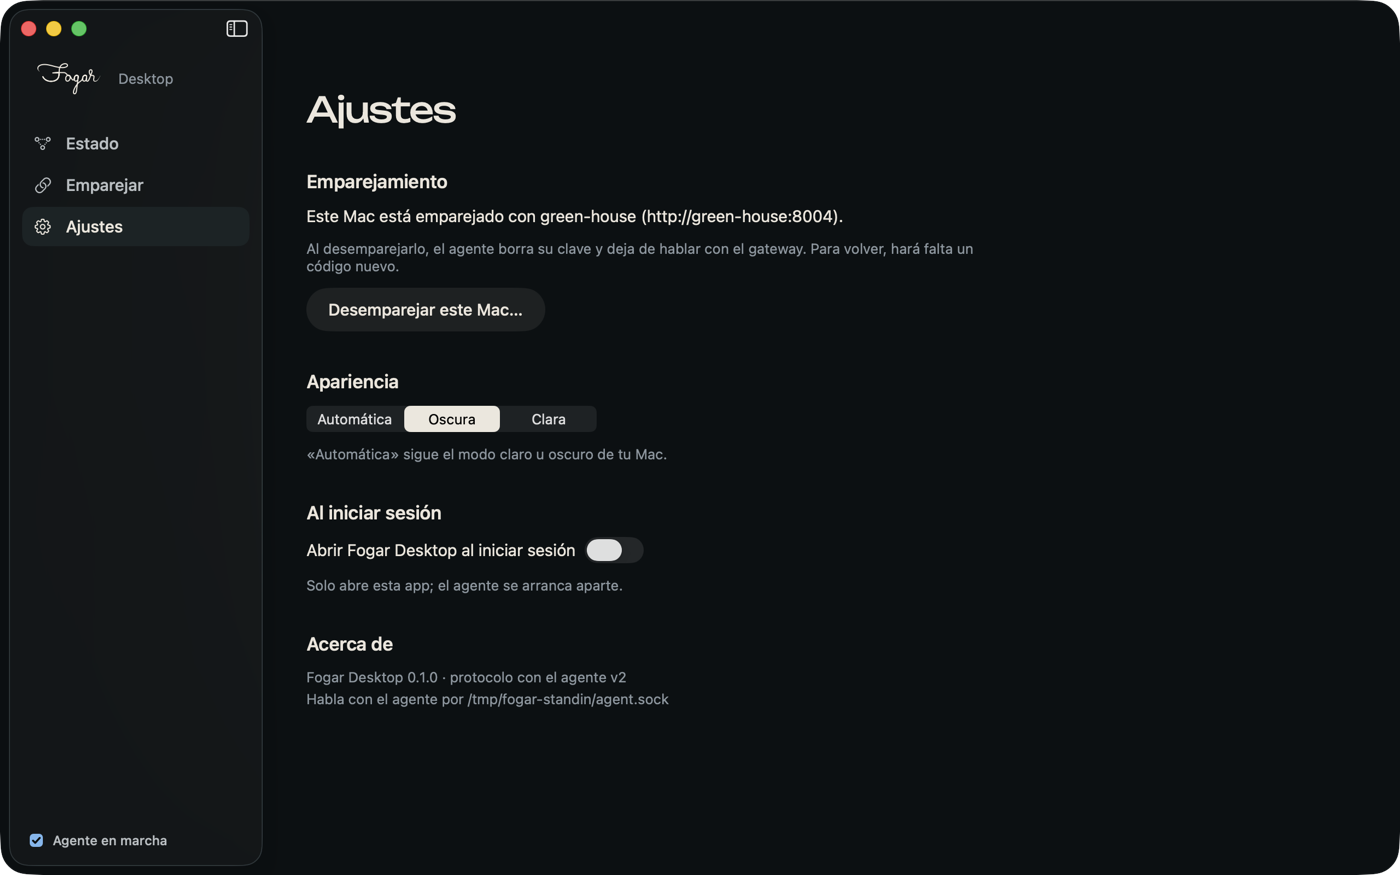 Fogar Desktop
Estado
Emparejar
Ajustes
Agente en marcha
Ajustes
Emparejamiento
Este Mac está emparejado con green-house (http://green-house:8004).
Al desemparejarlo, el agente borra su clave y deja de hablar con el gateway. Para volver, hará falta un
código nuevo.
Desemparejar este Mac...
Apariencia
Automática Oscura Clara
«Automática» sigue el modo claro u oscuro de tu Mac.
Al iniciar sesión
Abrir Fogar Desktop al iniciar sesión
Solo abre esta app; el agente se arranca aparte.
Acerca de
Fogar Desktop 0.1.0 · protocolo con el agente v2
Habla con el agente por /tmp/fogar-standin/agent.sock